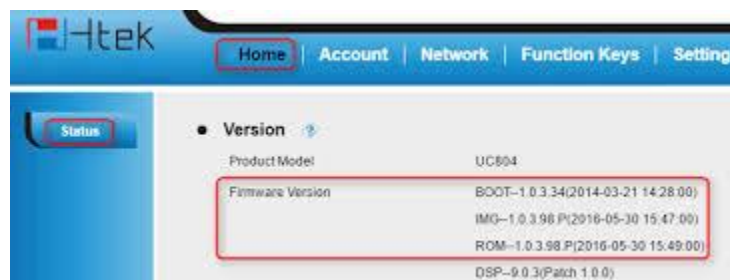 Htek
Home | Account | Network | Function Keys | Setting
Status
Version ?
Product Model UC804
Firmware Version BOOT--1.0.3.34(2014-03-21 14:28:00)
IMG--1.0.3.98.P(2016-05-30 15:47:00)
ROM--1.0.3.98.P(2016-05-30 15:49:00)
DSP--9.0.3(Patch 1.0.0)